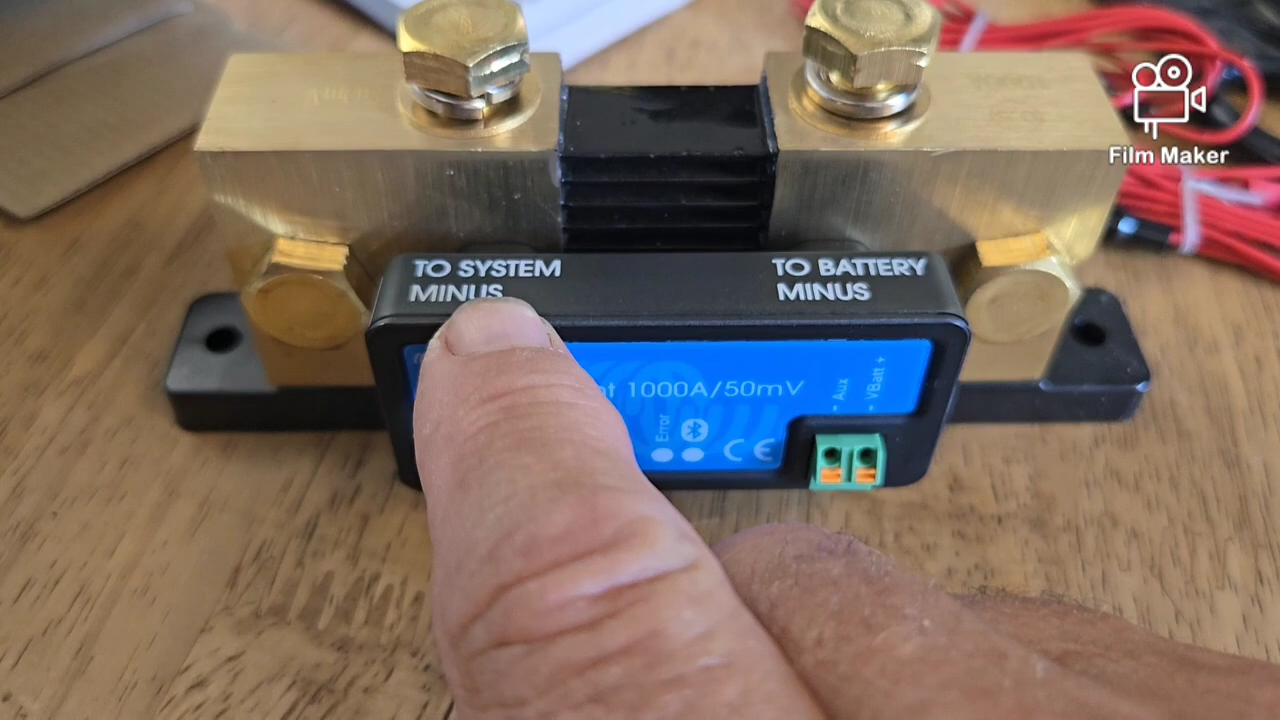 Film Maker
TO SYSTEM
MINUS
TO BATTERY
MINUS
1000A/50mV
- Aux
- VBatt +
Error
CE